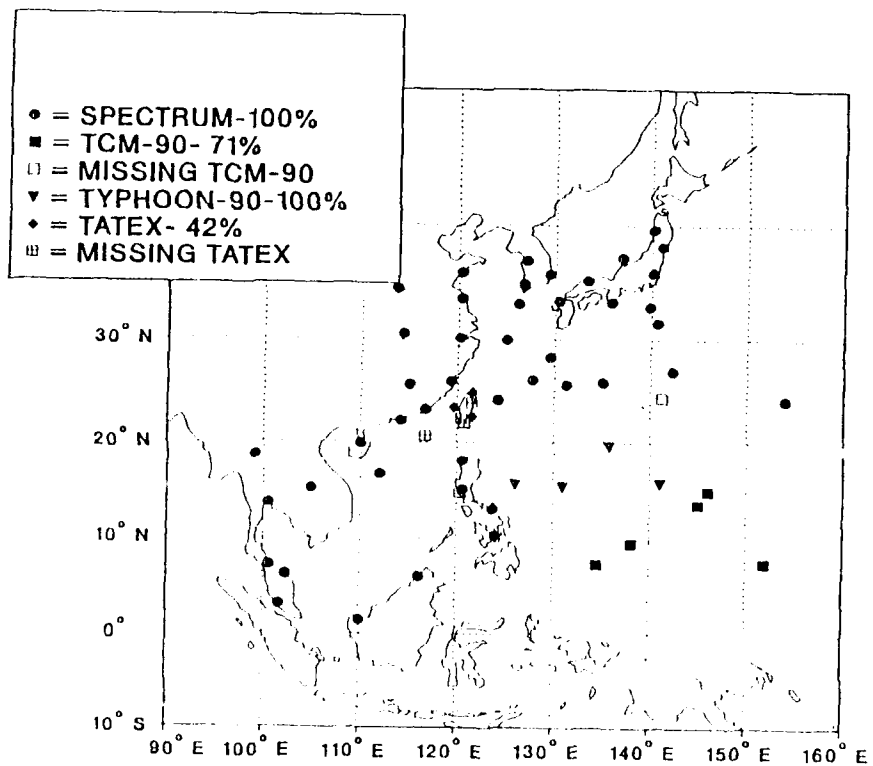 ● = SPECTRUM-100%
■ = TCM-90- 71%
□ = MISSING TCM-90
▼ = TYPHOON-90-100%
◆ = TATEX- 42%
⊞ = MISSING TATEX
30° N
20° N
10° N
0°
10° S
90° E 100° E 110° E 120° E 130° E 140° E 150° E 160° E